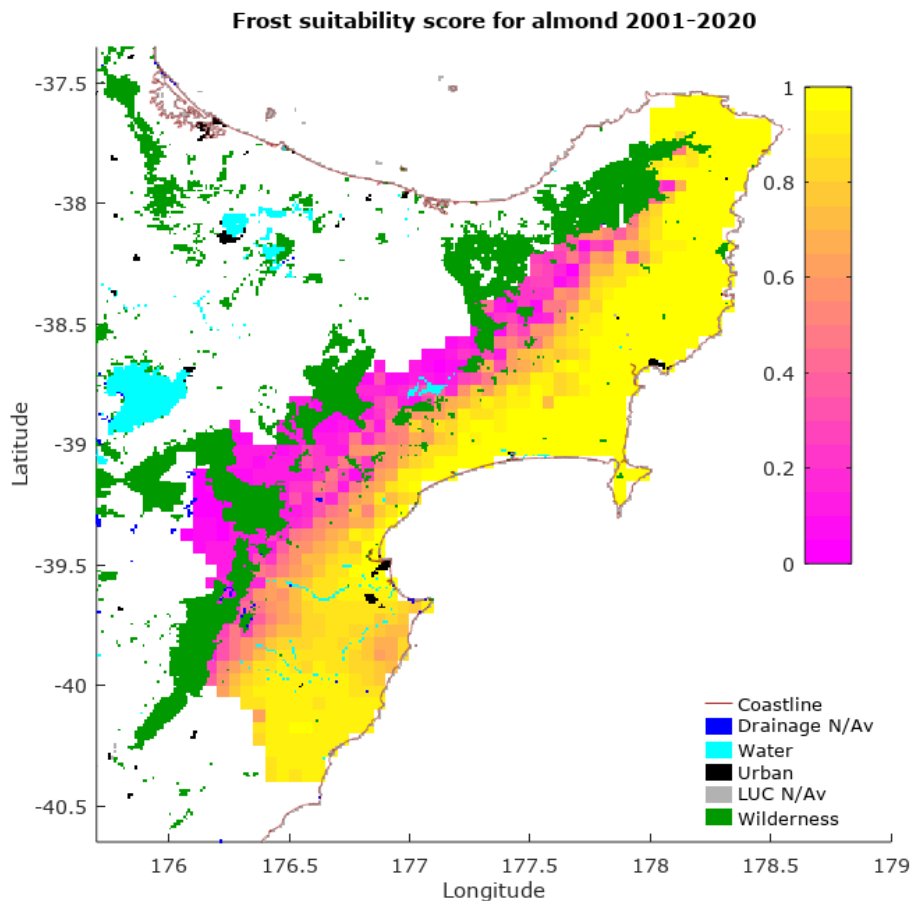 Frost suitability score for almond 2001-2020
-37.5
-38
-38.5
-39
-39.5
-40
-40.5
Latitude
176
176.5
177
177.5
178
178.5
179
Longitude
1
0.8
0.6
0.4
0.2
0
Coastline
Drainage N/Av
Water
Urban
LUC N/Av
Wilderness